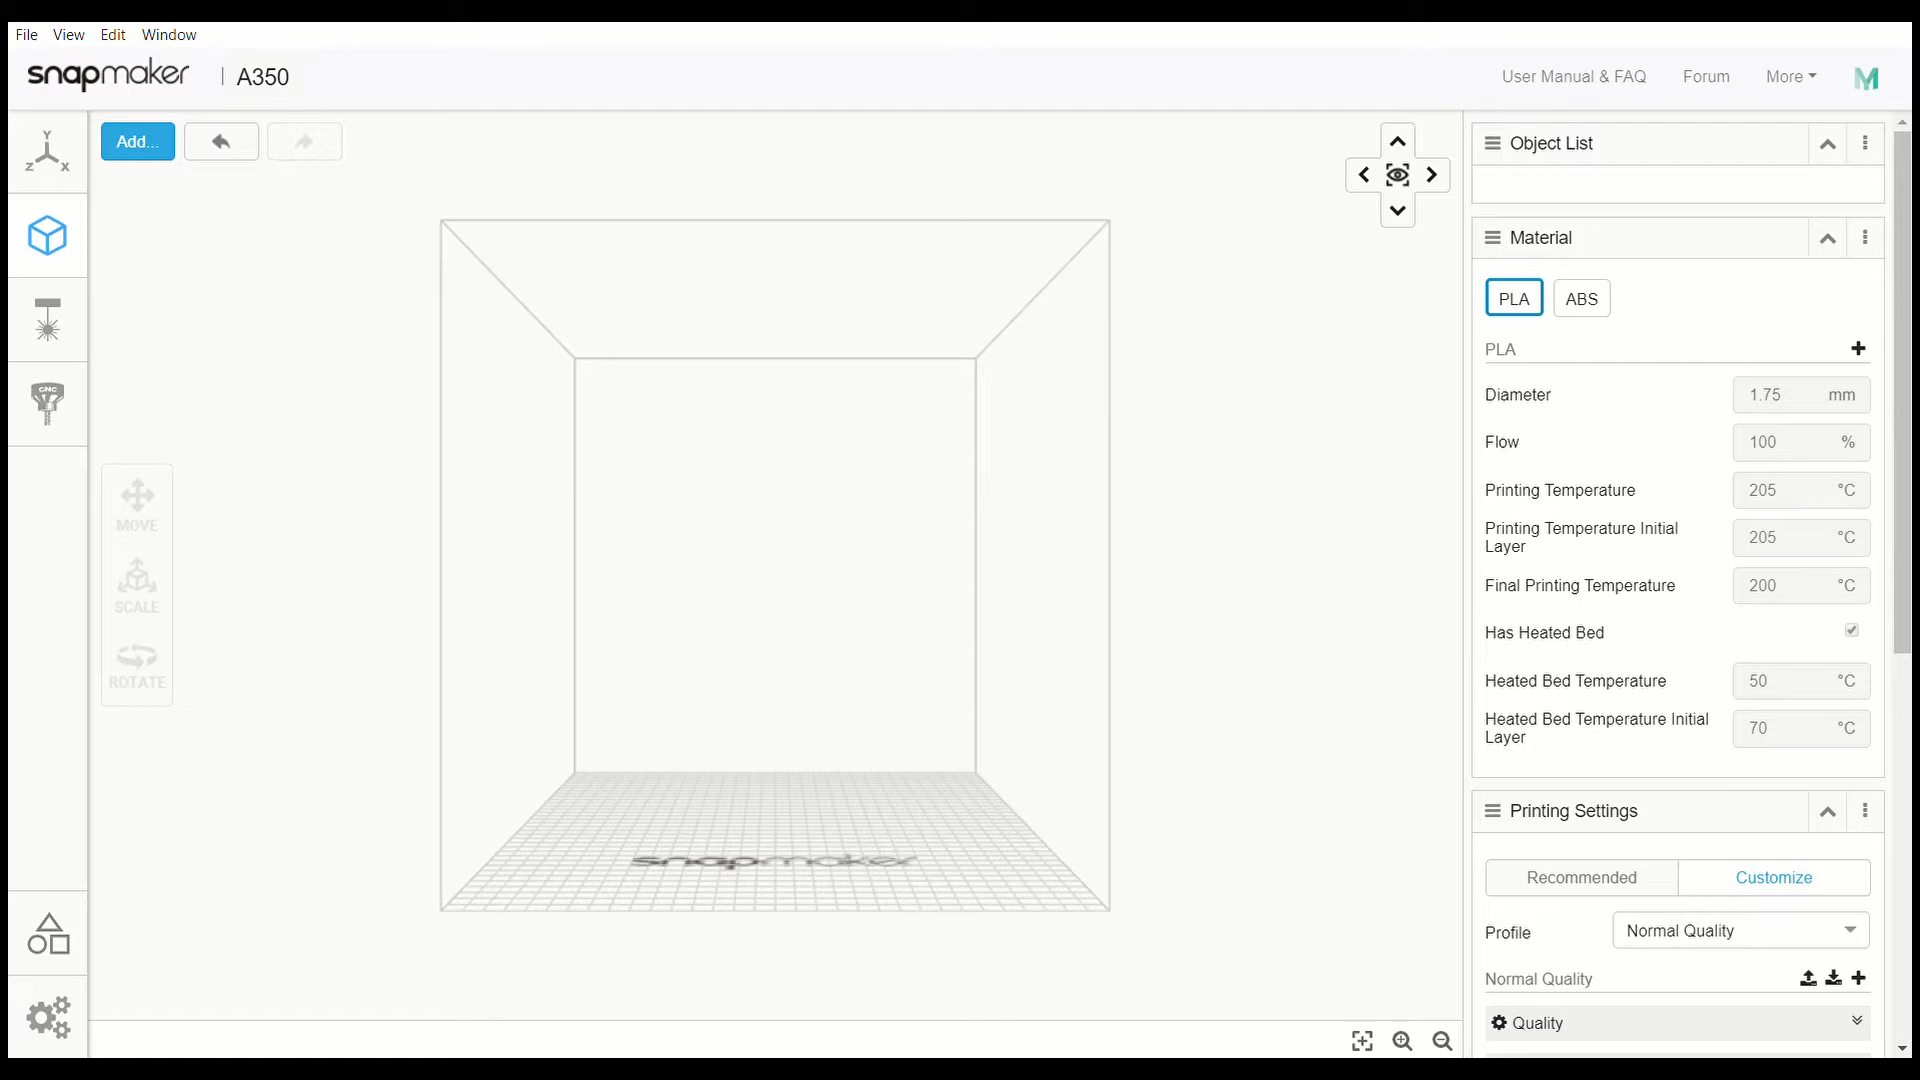 File View Edit Window
snapmaker | A350
User Manual & FAQ Forum More
Y
Z X
Add...
CNC
MOVE
SCALE
ROTATE
snapmaker
Object List
Material
PLA ABS
PLA
Diameter 1.75 mm
Flow 100 %
Printing Temperature 205 °C
Printing Temperature Initial
Layer 205 °C
Final Printing Temperature 200 °C
Has Heated Bed
Heated Bed Temperature 50 °C
Heated Bed Temperature Initial
Layer 70 °C
Printing Settings
Recommended Customize
Profile Normal Quality
Normal Quality
Quality